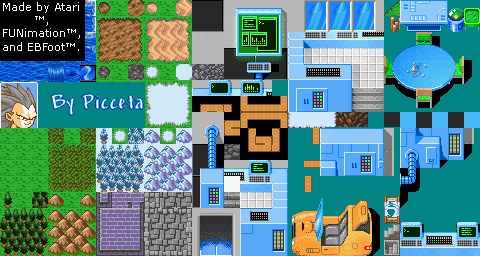 Made by Atari
™,
FUNimation™,
and EBFoot™.
By Picceta